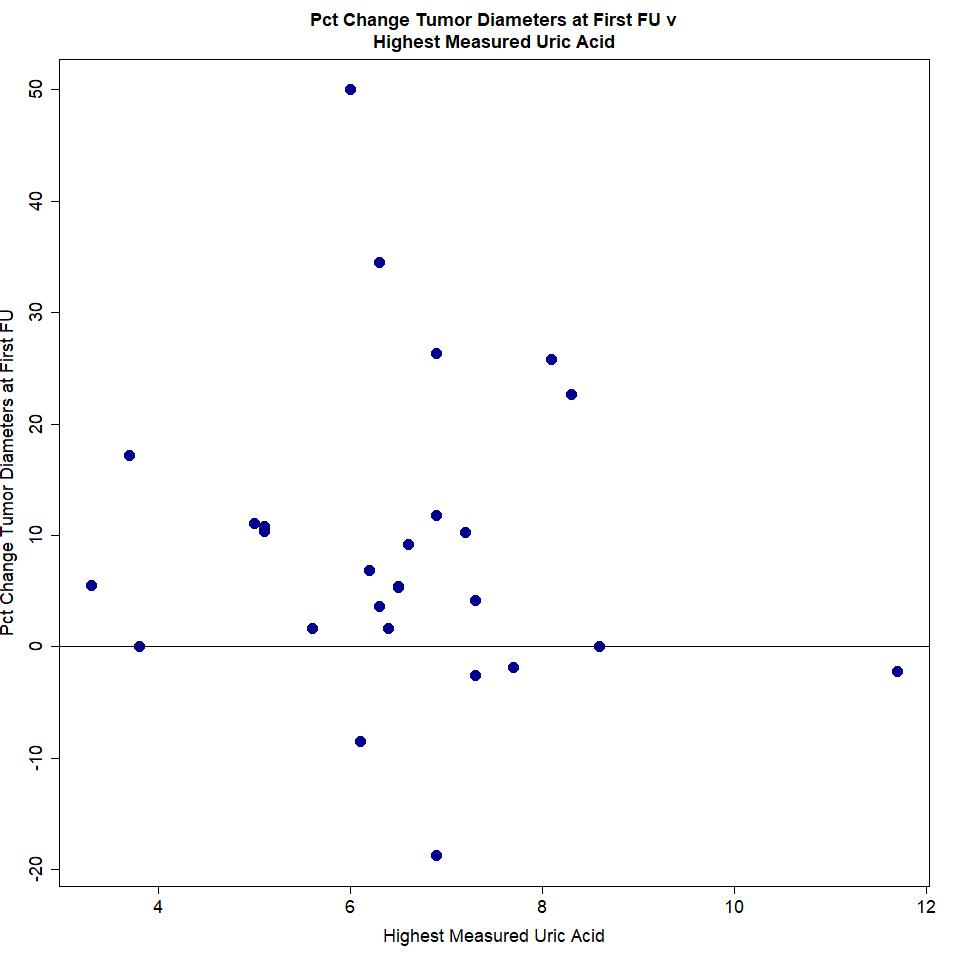 Pct Change Tumor Diameters at First FU v
Highest Measured Uric Acid
Pct Change Tumor Diameters at First FU
50
40
30
20
10
0
-10
-20
4 6 8 10 12
Highest Measured Uric Acid